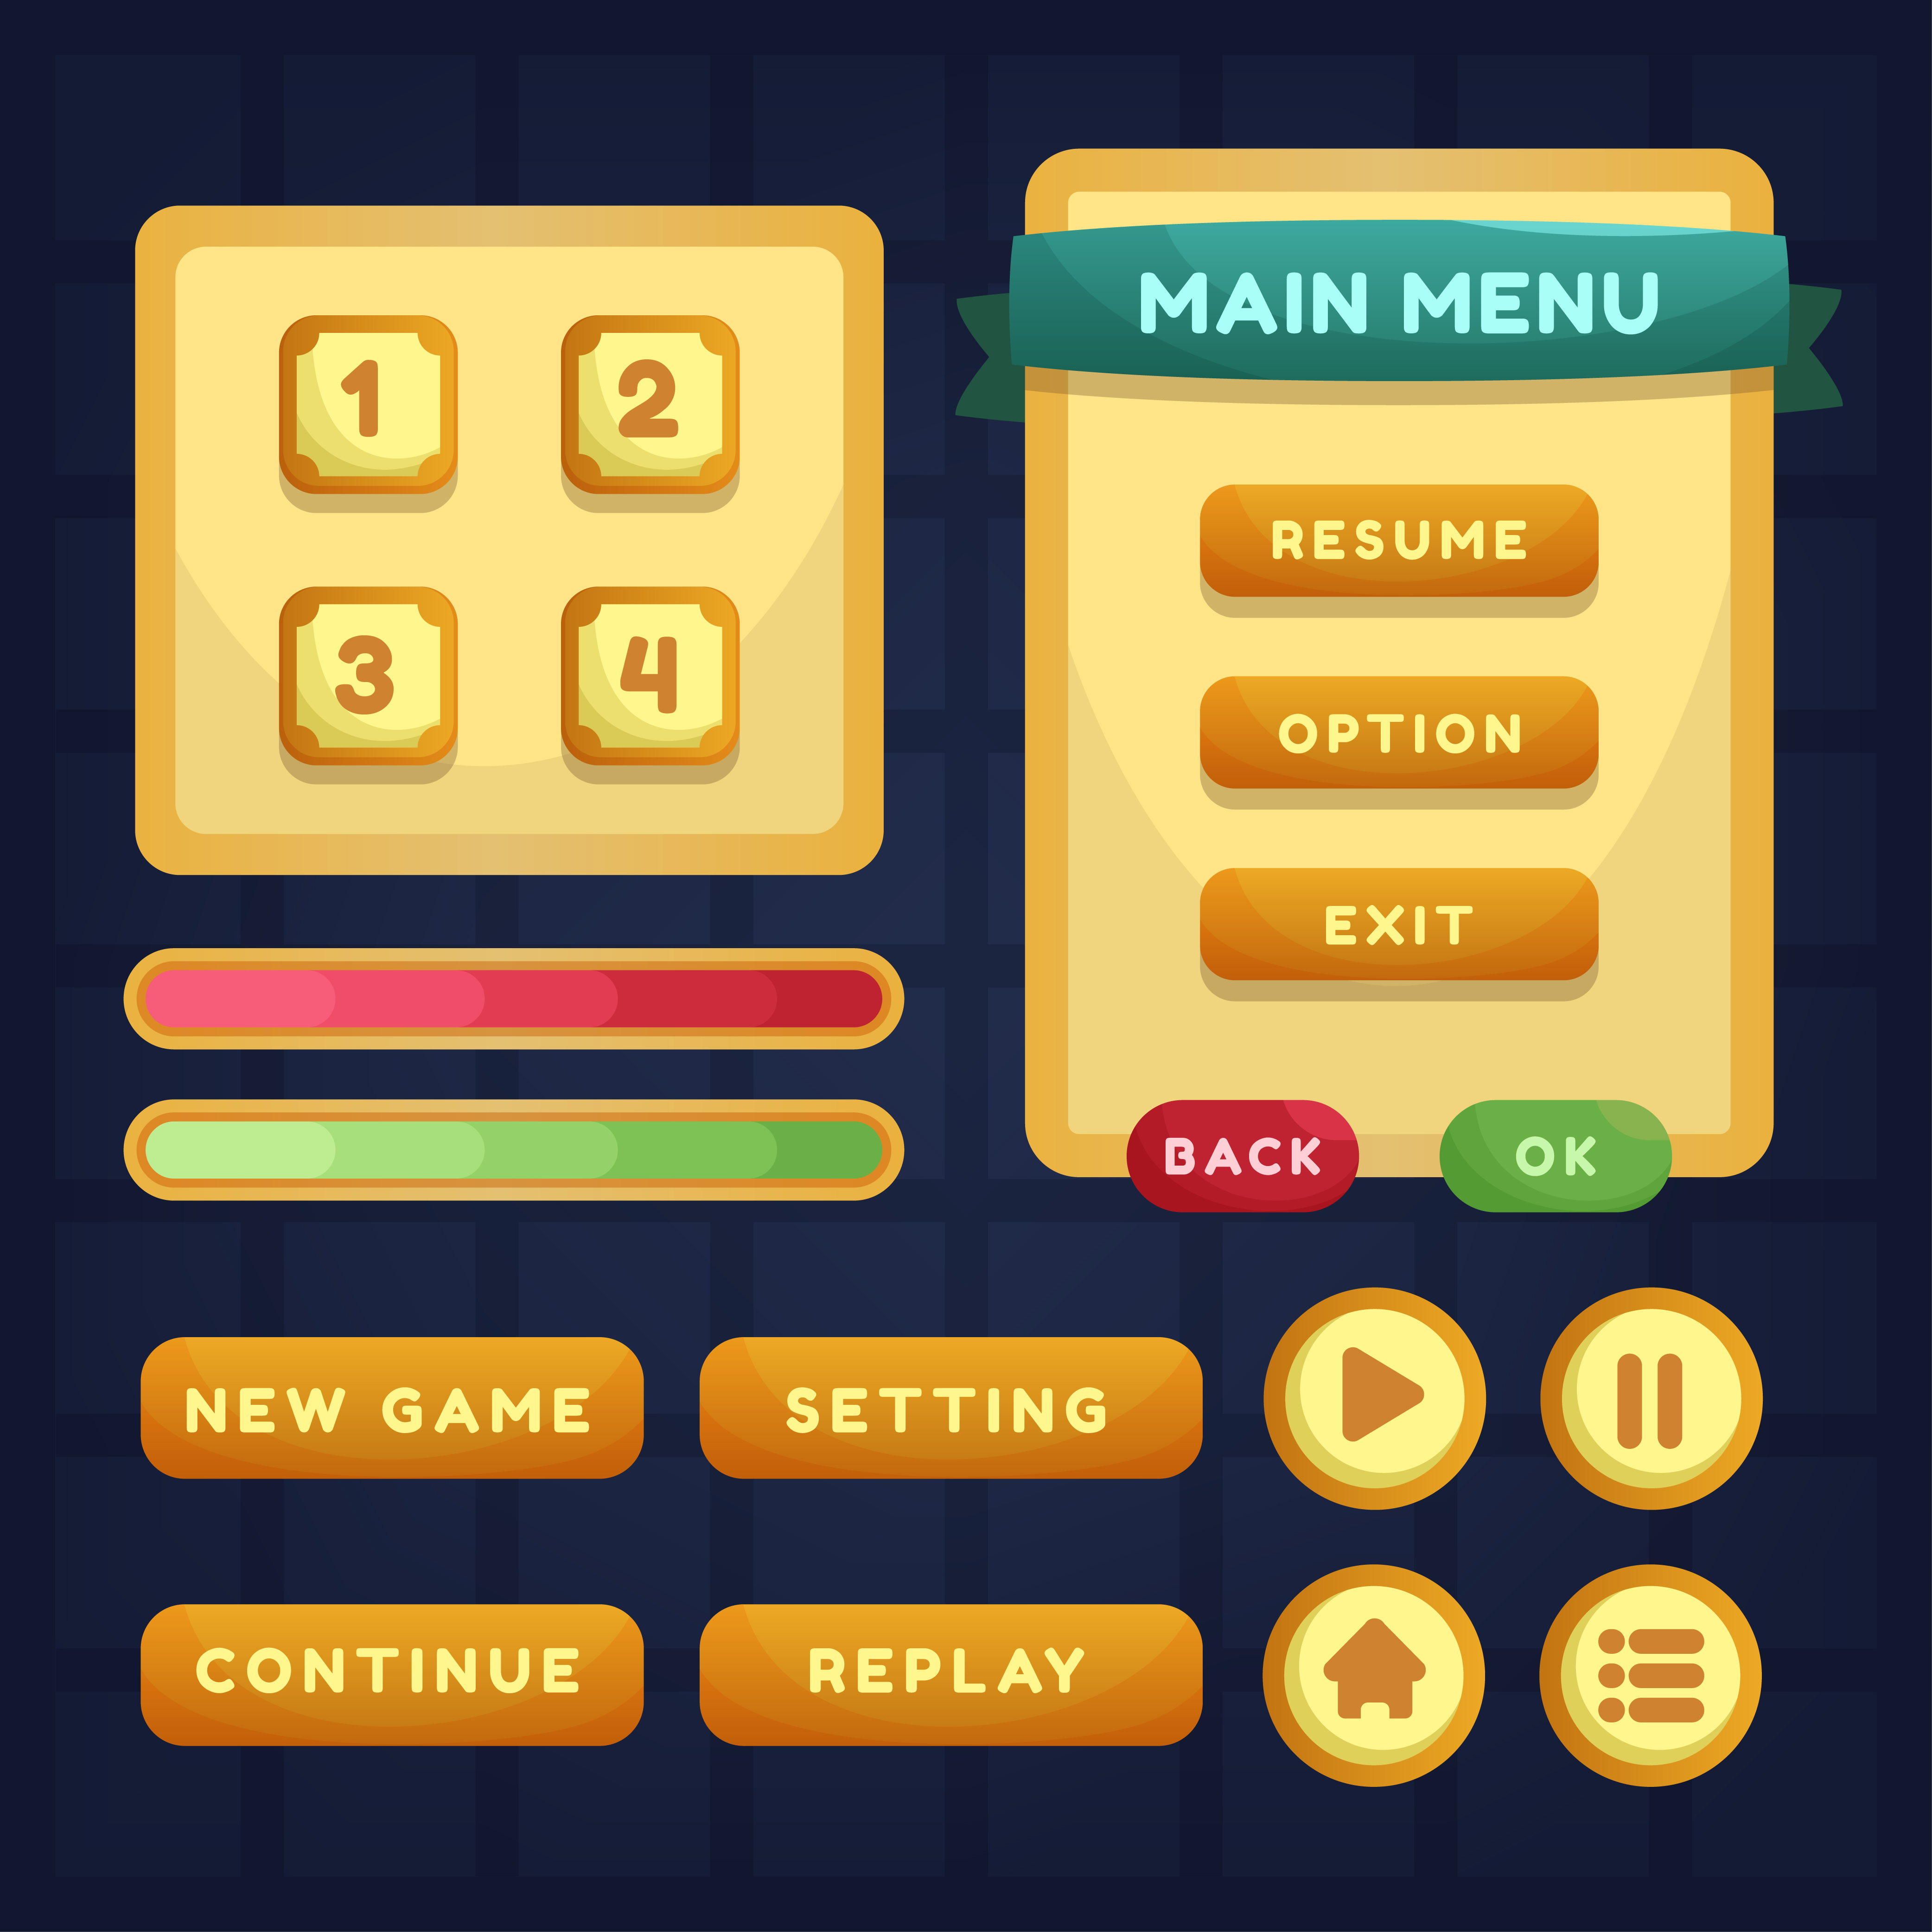 1
2
3
4
MAIN MENU
RESUME
OPTION
EXIT
BACK
OK
NEW GAME
SETTING
CONTINUE
REPLAY